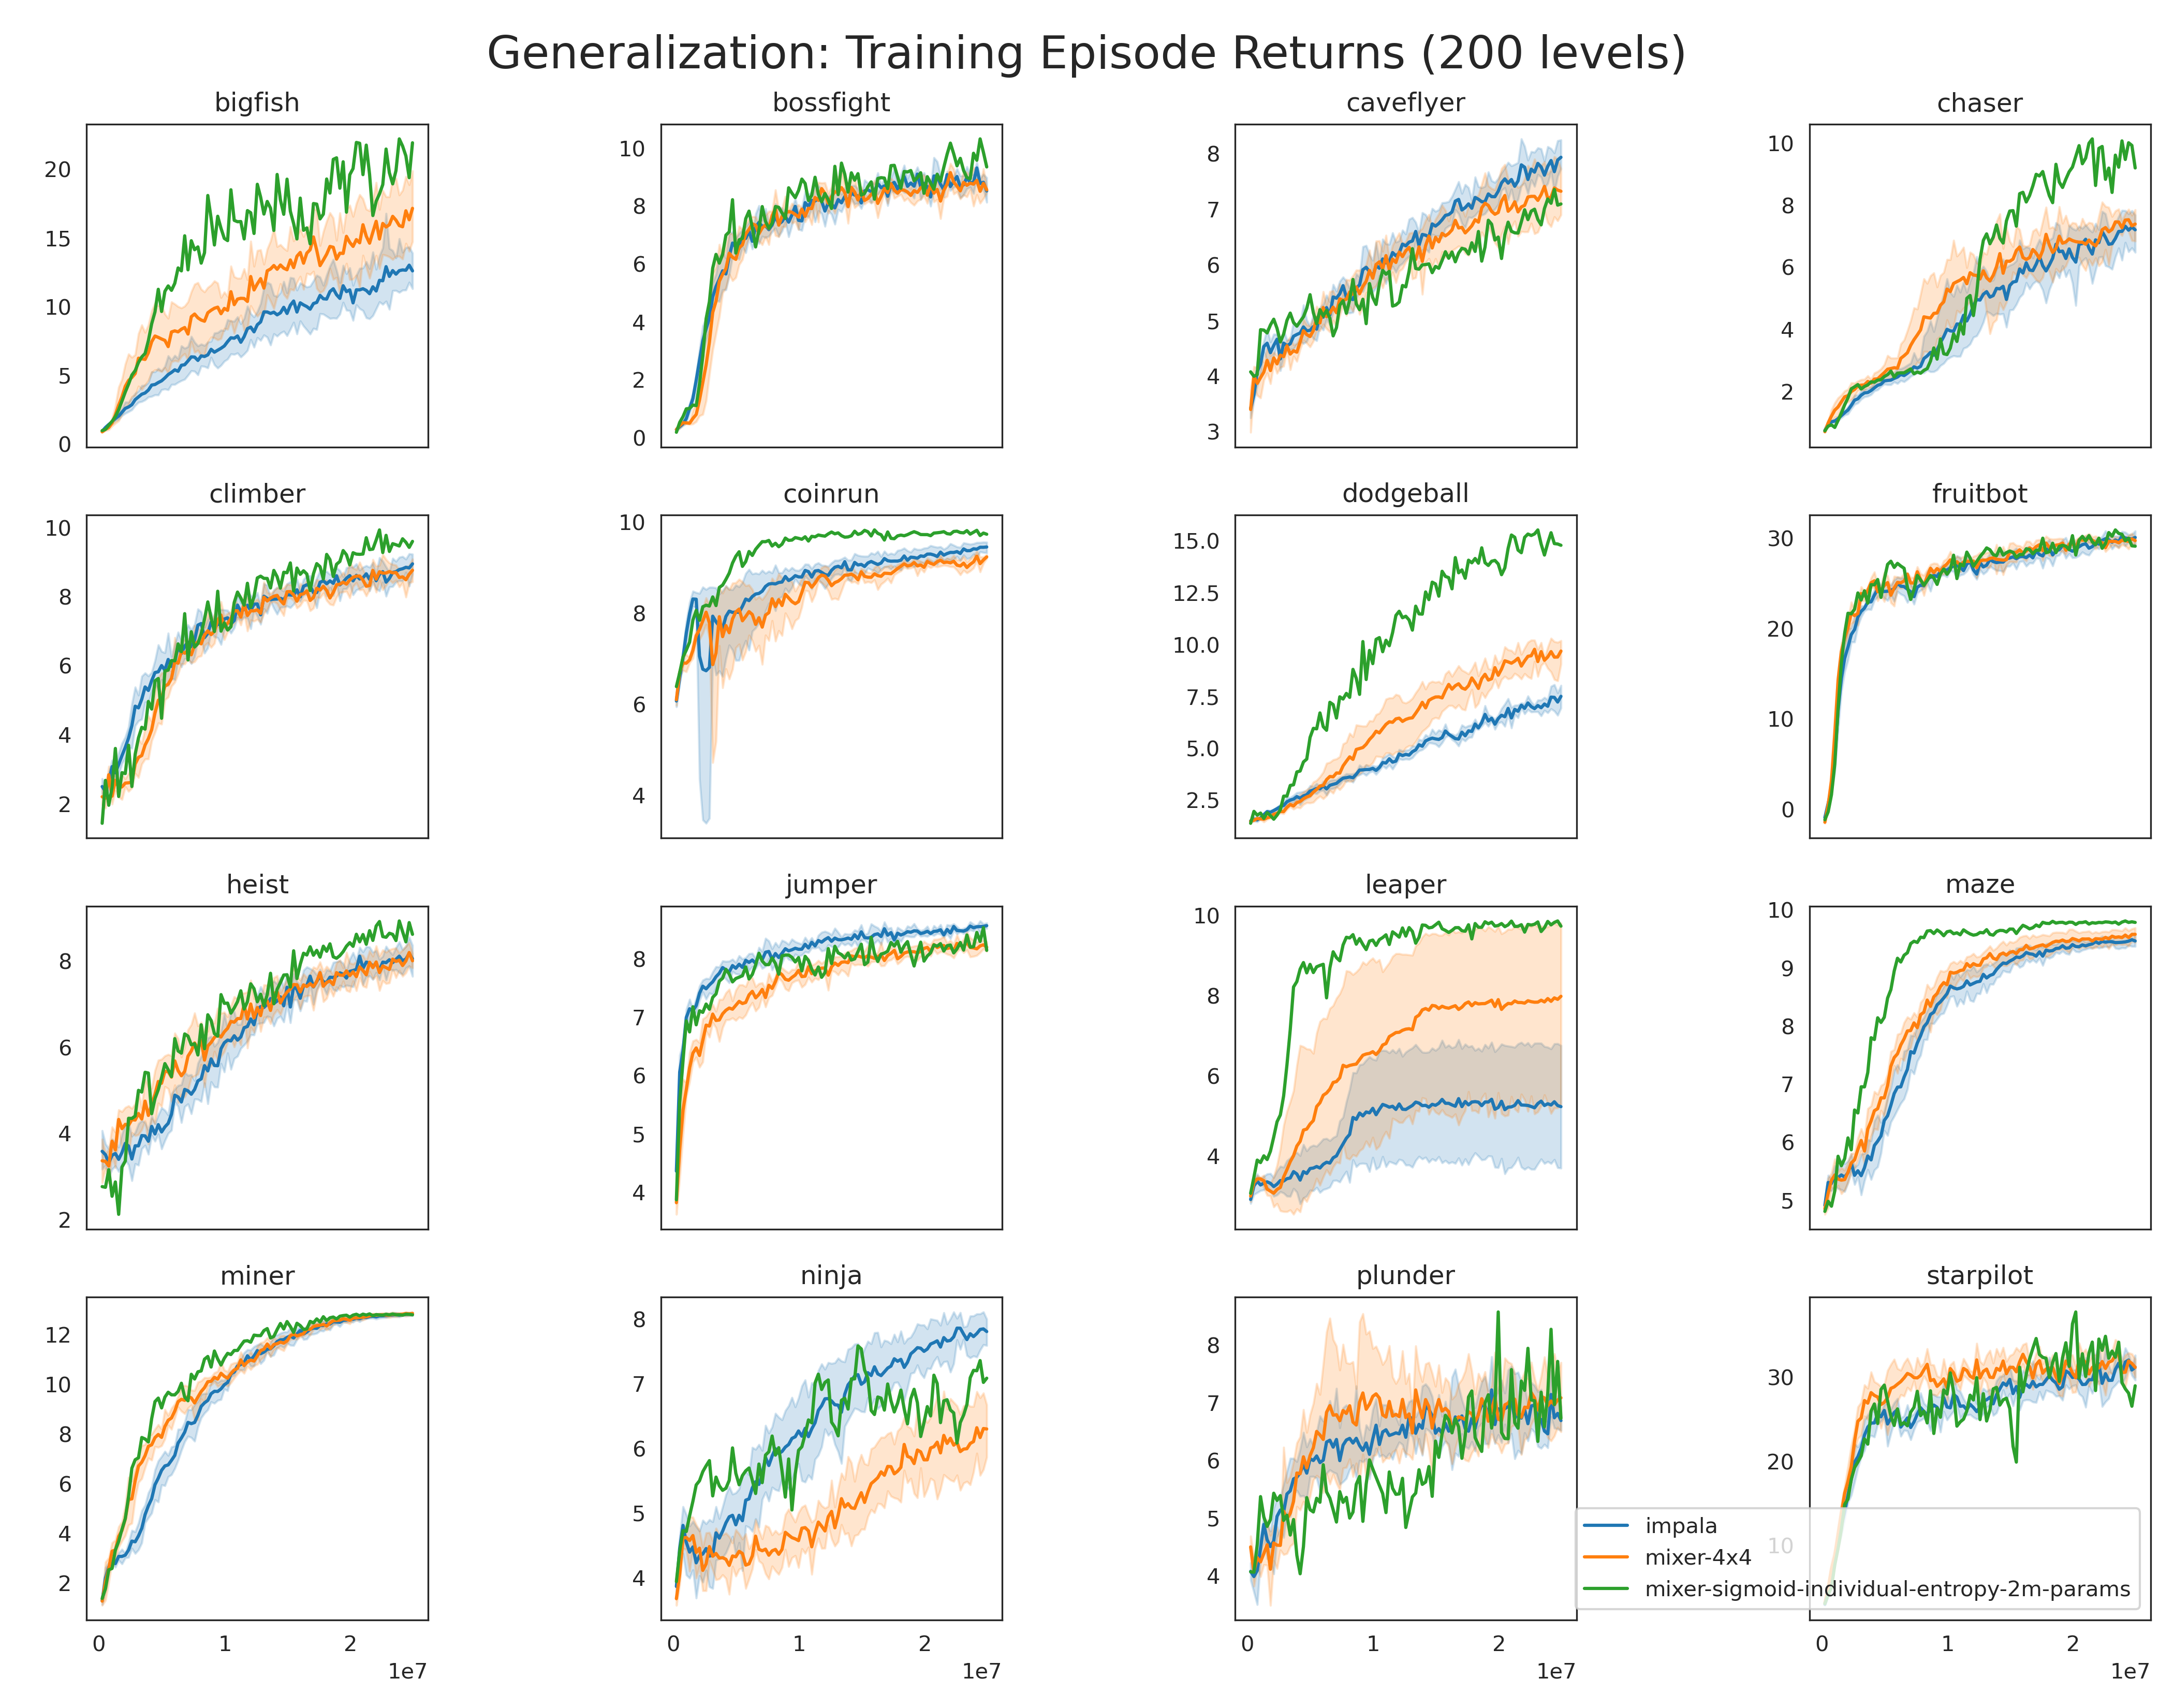 Generalization: Training Episode Returns (200 levels)
bigfish bossfight caveflyer chaser
20 15 10 5 0
10 8 6 4 2 0
8 7 6 5 4 3
10 8 6 4 2
climber coinrun dodgeball fruitbot
10 8 6 4 2
10 8 6 4
15.0 12.5 10.0 7.5 5.0 2.5
30 20 10 0
heist jumper leaper maze
8 6 4 2
8 7 6 5 4
10 8 6 4
10 9 8 7 6 5
miner ninja plunder starpilot
12 10 8 6 4 2
8 7 6 5 4
8 7 6 5 4
30 20 10
impala
mixer-4x4
mixer-sigmoid-individual-entropy-2m-params
0 1 2 0 1 2 0 1 2 0 1 2
1e7 1e7 1e7 1e7